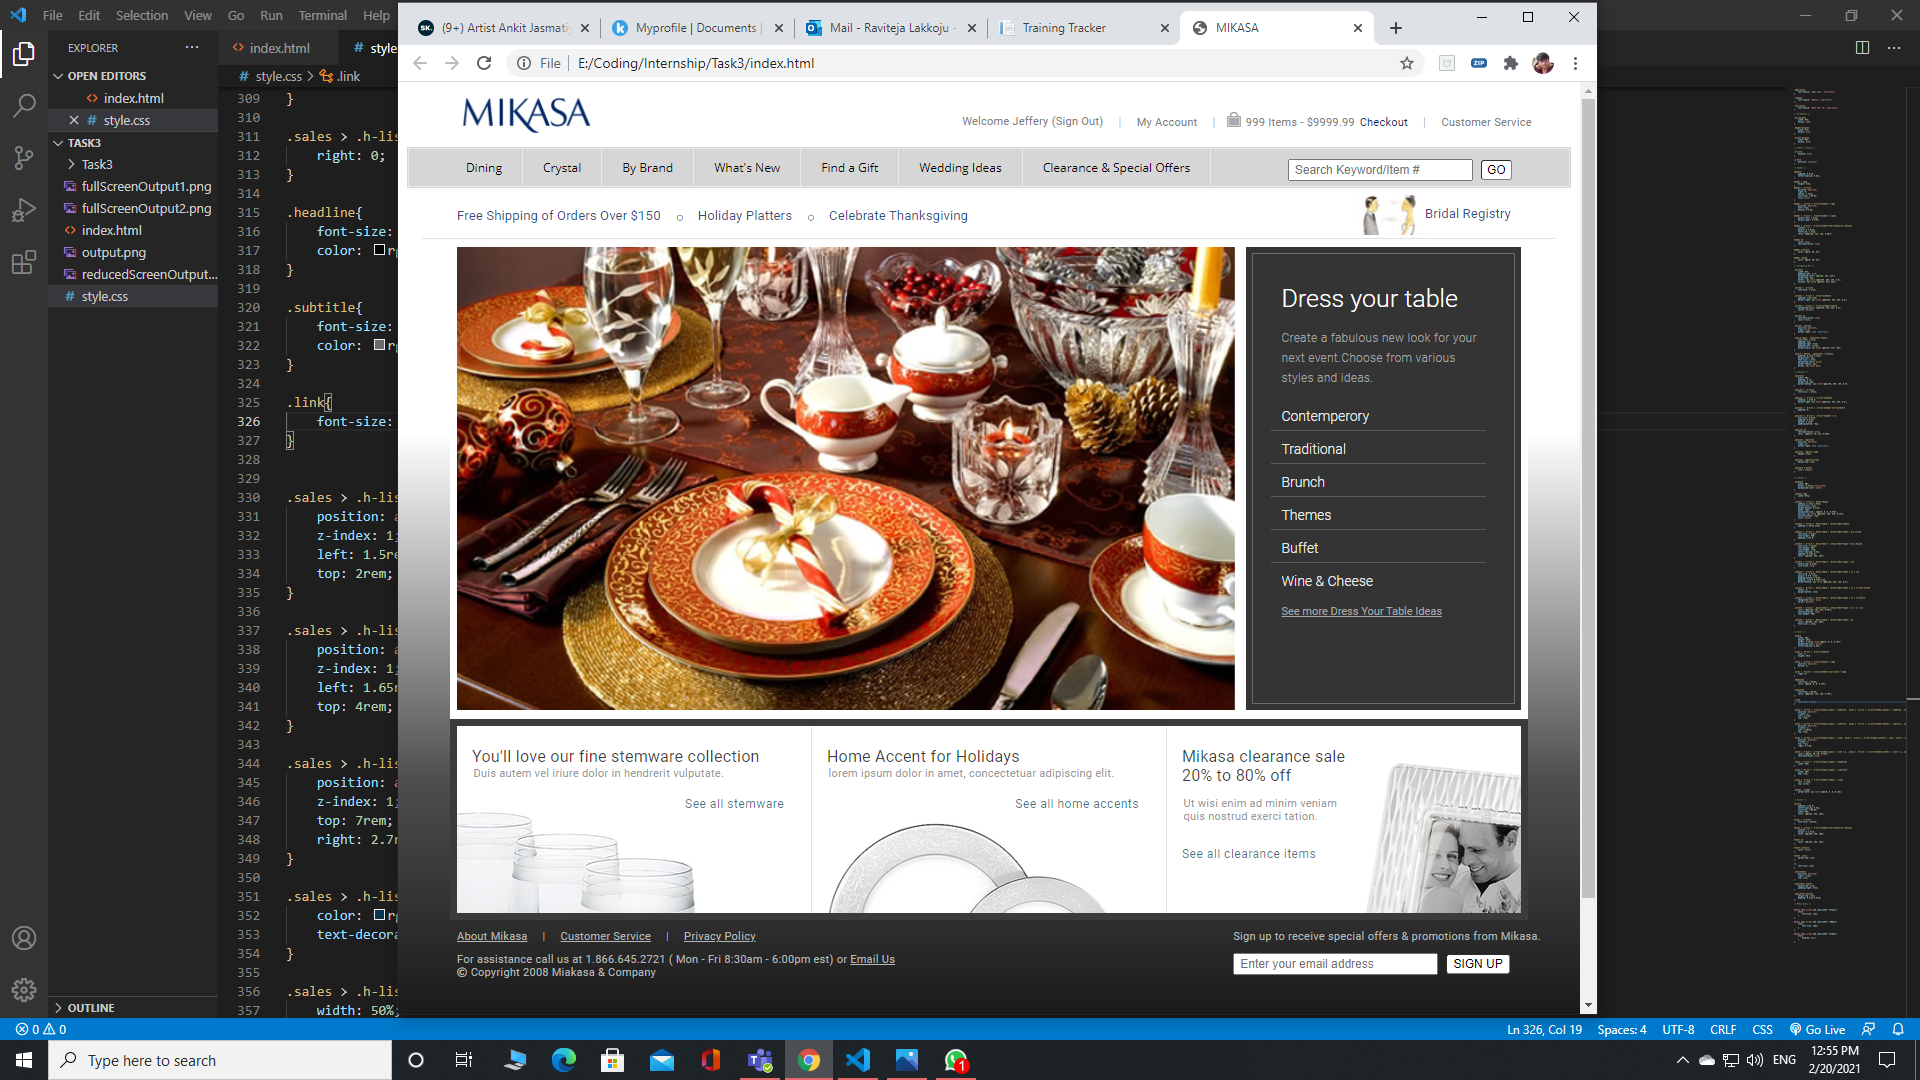 File Edit Selection View Go Run Terminal Help
EXPLORER
OPEN EDITORS
index.html
style.css
TASK3
Task3
fullScreenOutput1.png
fullScreenOutput2.png
index.html
output.png
reducedScreenOutput...
style.css
OUTLINE
index.html
style.css > .link
309 }
310
311 .sales > .h-lis
312 right: 0;
313 }
314
315 .headline{
316 font-size:
317 color: rg
318 }
319
320 .subtitle{
321 font-size:
322 color: rg
323 }
324
325 .link{
326 font-size:
327 }
328
329
330 .sales > .h-lis
331 position: a
332 z-index: 1;
333 left: 1.5re
334 top: 2rem;
335 }
336
337 .sales > .h-lis
338 position: a
339 z-index: 1;
340 left: 1.65r
341 top: 4rem;
342 }
343
344 .sales > .h-lis
345 position: a
346 z-index: 1;
347 top: 7rem;
348 right: 2.7r
349 }
350
351 .sales > .h-lis
352 color: rg
353 text-decora
354 }
355
356 .sales > .h-lis
357 width: 50%;
SK. (9+) Artist Ankit Jasmati
Myprofile | Documents |
Mail - Raviteja Lakkoju -
Training Tracker
MIKASA
File E:/Coding/Internship/Task3/index.html
ZIP
MIKASA
Welcome Jeffery (Sign Out) | My Account | 999 Items - $9999.99 Checkout | Customer Service
Dining Crystal By Brand What's New Find a Gift Wedding Ideas Clearance & Special Offers Search Keyword/Item # GO
Free Shipping of Orders Over $150 Holiday Platters Celebrate Thanksgiving Bridal Registry
Dress your table
Create a fabulous new look for your
next event.Choose from various
styles and ideas.
Contemperory
Traditional
Brunch
Themes
Buffet
Wine & Cheese
See more Dress Your Table Ideas
You'll love our fine stemware collection
Duis autem vel iriure dolor in hendrerit vulputate.
See all stemware
Home Accent for Holidays
lorem ipsum dolor in amet, concectetuar adipiscing elit.
See all home accents
Mikasa clearance sale
20% to 80% off
Ut wisi enim ad minim veniam
quis nostrud exerci tation.
See all clearance items
About Mikasa | Customer Service | Privacy Policy
For assistance call us at 1.866.645.2721 ( Mon - Fri 8:30am - 6:00pm est) or Email Us
© Copyright 2008 Miakasa & Company
Sign up to receive special offers & promotions from Mikasa.
Enter your email address SIGN UP
0 0
Ln 326, Col 19 Spaces: 4 UTF-8 CRLF CSS Go Live
Type here to search
1
ENG
12:55 PM
2/20/2021